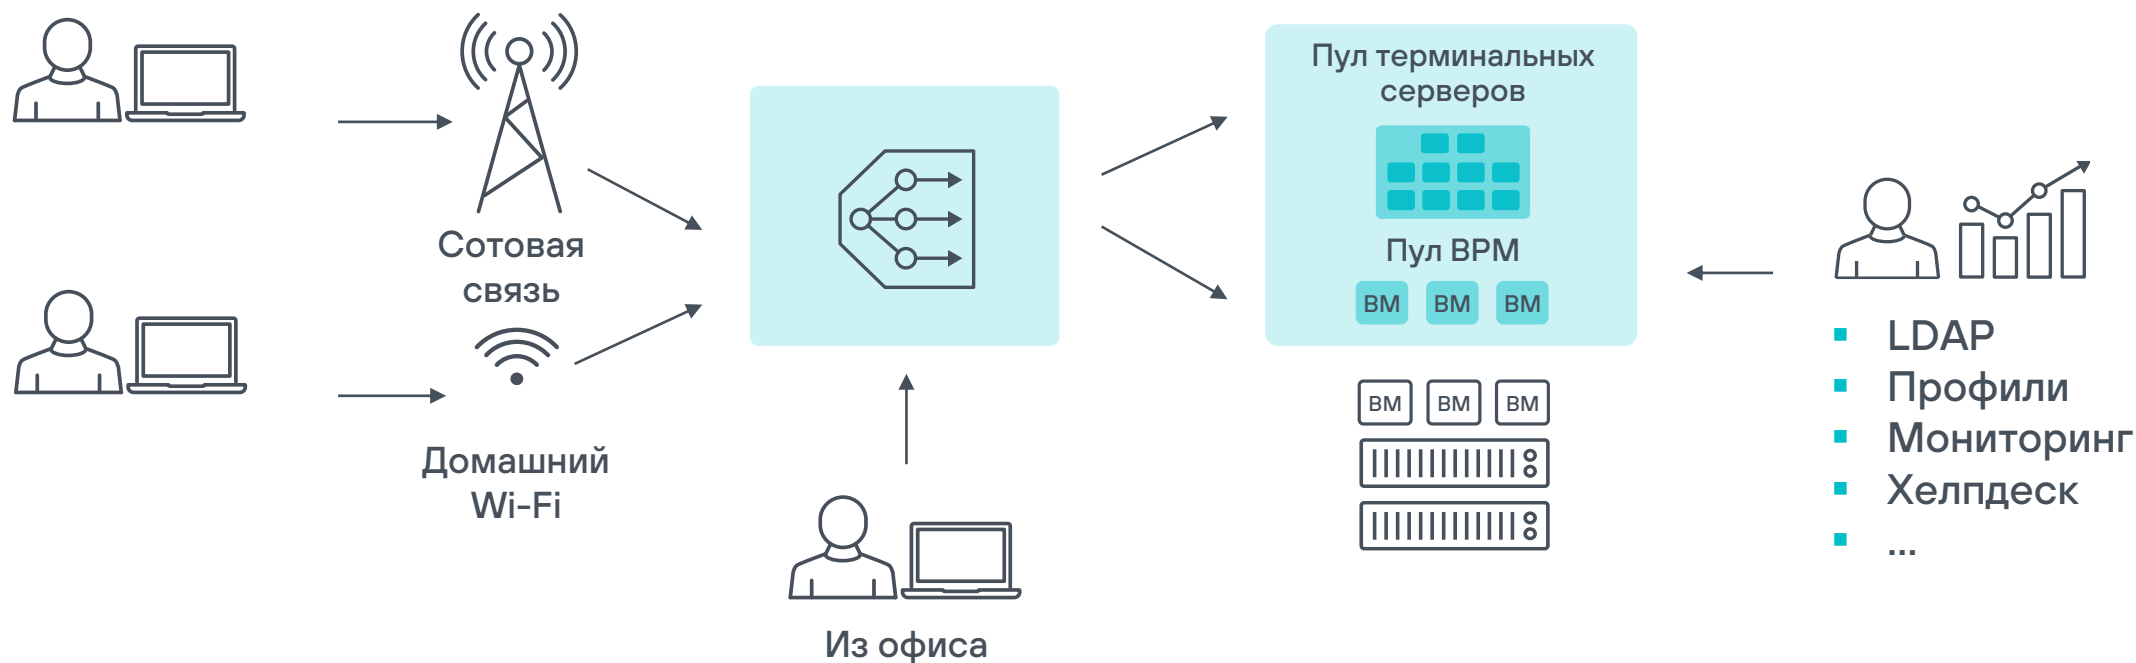 Сотовая
связь
Домашний
Wi-Fi
Из офиса
Пул терминальных
серверов
Пул ВРМ
ВМ ВМ ВМ
ВМ ВМ ВМ
LDAP
Профили
Мониторинг
Хелпдеск
...